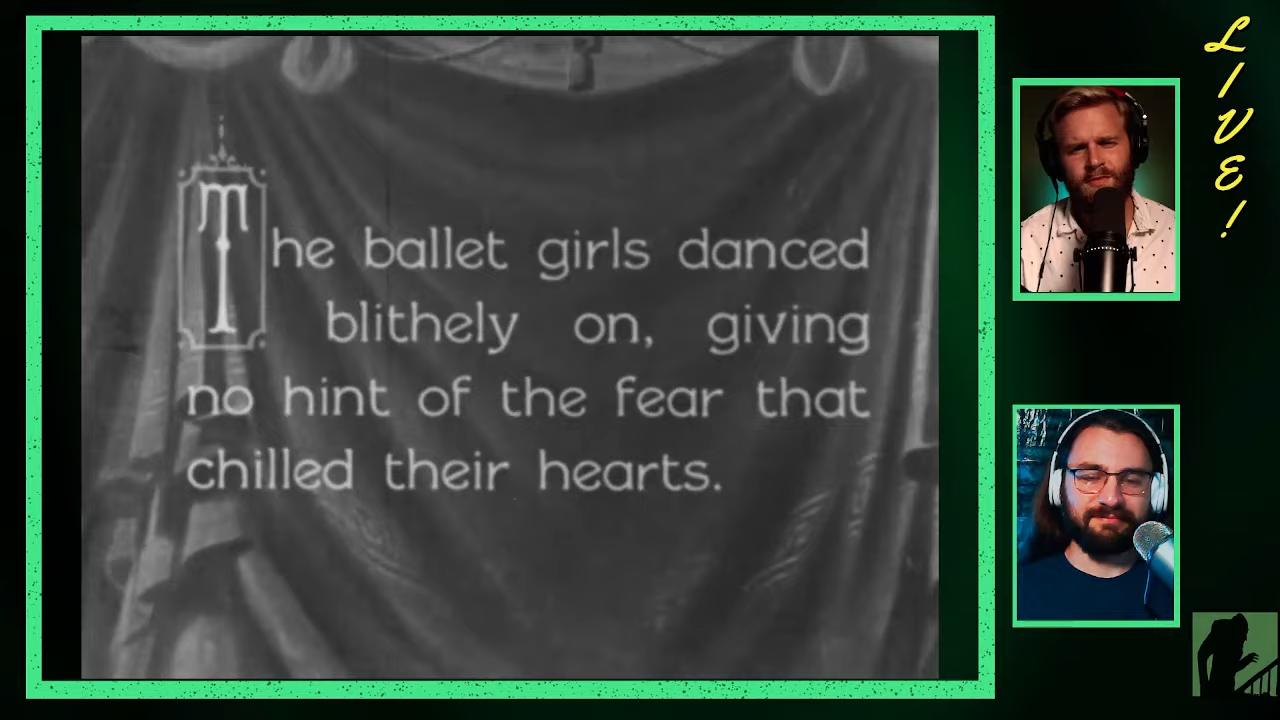 The ballet girls danced
blithely on, giving
no hint of the fear that
chilled their hearts.
LIVE!